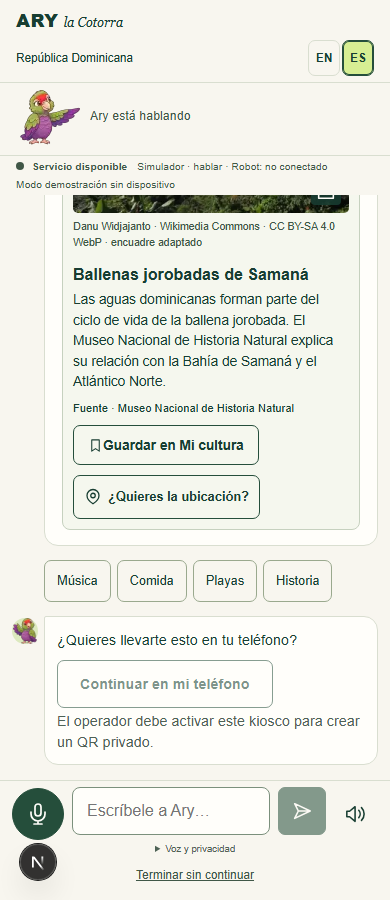 ARY la Cotorra
República Dominicana
EN ES
Ary está hablando
Servicio disponible Simulador · hablar · Robot: no conectado
Modo demostración sin dispositivo
Danu Widjajanto · Wikimedia Commons · CC BY-SA 4.0
WebP · encuadre adaptado
Ballenas jorobadas de Samaná
Las aguas dominicanas forman parte del
ciclo de vida de la ballena jorobada. El
Museo Nacional de Historia Natural explica
su relación con la Bahía de Samaná y el
Atlántico Norte.
Fuente · Museo Nacional de Historia Natural
Guardar en Mi cultura
¿Quieres la ubicación?
Música Comida Playas Historia
¿Quieres llevarte esto en tu teléfono?
Continuar en mi teléfono
El operador debe activar este kiosco para crear
un QR privado.
Escríbele a Ary...
Voz y privacidad
N
Terminar sin continuar